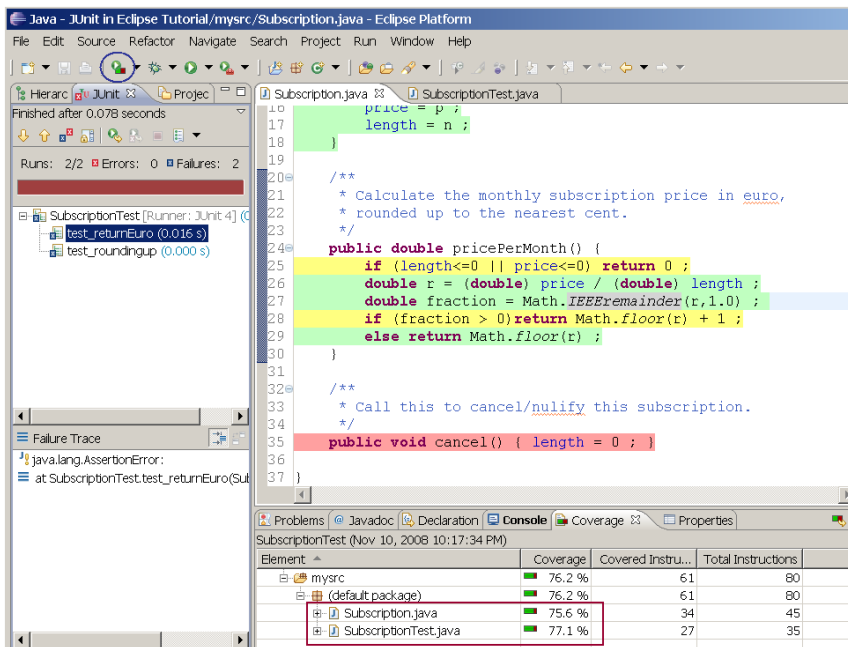 Java - JUnit in Eclipse Tutorial/mysrc/Subscription.java - Eclipse Platform
File Edit Source Refactor Navigate Search Project Run Window Help
Hierarc JUnit Projec
Finished after 0.078 seconds
Runs: 2/2 Errors: 0 Failures: 2
SubscriptionTest [Runner: JUnit 4] (0
test_returnEuro (0.016 s)
test_roundingup (0.000 s)
Failure Trace
java.lang.AssertionError:
at SubscriptionTest.test_returnEuro(Sul
Subscription.java SubscriptionTest.java
16 price = p ;
17 length = n ;
18 }
19
20 /**
21 * Calculate the monthly subscription price in euro,
22 * rounded up to the nearest cent.
23 */
24 public double pricePerMonth() {
25 if (length<=0 || price<=0) return 0 ;
26 double r = (double) price / (double) length ;
27 double fraction = Math.IEEEremainder(r,1.0) ;
28 if (fraction > 0)return Math.floor(r) + 1 ;
29 else return Math.floor(r) ;
30 }
31
32 /**
33 * Call this to cancel/nulify this subscription.
34 */
35 public void cancel() { length = 0 ; }
36
37 }
Problems @ Javadoc Declaration Console Coverage Properties
SubscriptionTest (Nov 10, 2008 10:17:34 PM)
Element Coverage Covered Instru... Total Instructions
mysrc 76.2 % 61 80
(default package) 76.2 % 61 80
Subscription.java 75.6 % 34 45
SubscriptionTest.java 77.1 % 27 35